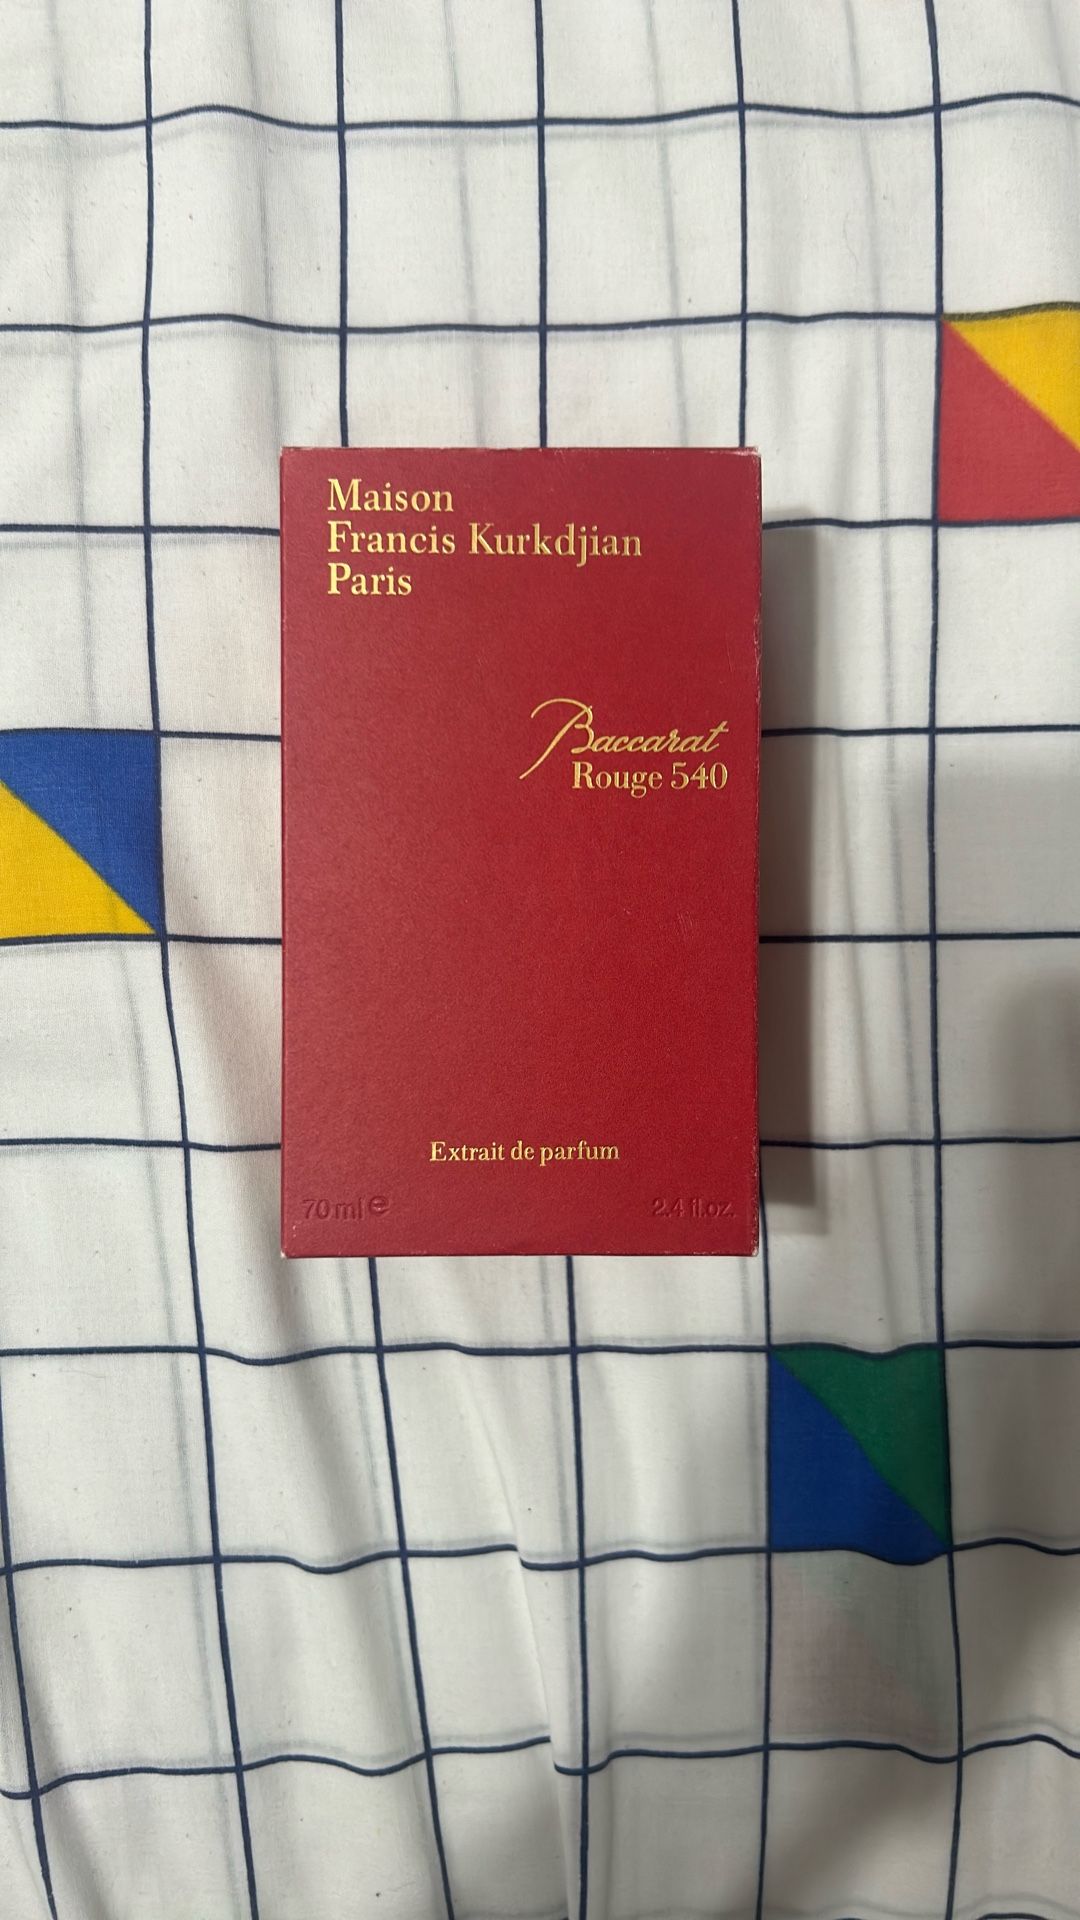 Maison
Francis Kurkdjian
Paris
Baccarat
Rouge 540
Extrait de parfum
70 ml ℮
2.4 fl.oz.